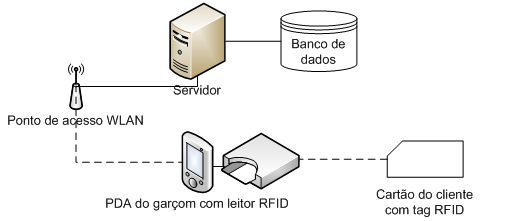 Banco de
dados
Servidor
Ponto de acesso WLAN
PDA do garçom com leitor RFID
Cartão do cliente
com tag RFID